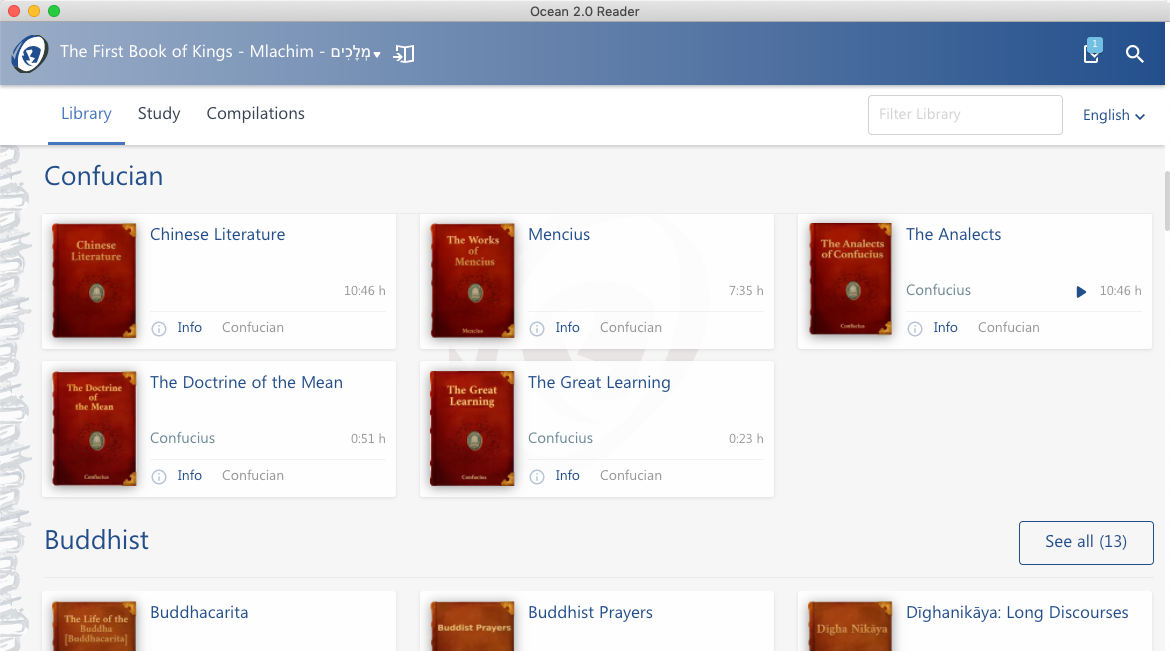 Ocean 2.0 Reader
The First Book of Kings - Mlachim - מְלָכִים
1
Library Study Compilations
Filter Library
English
Confucian
Chinese
Literature
Chinese Literature
10:46 h
Info Confucian
The Works
of
Mencius
Mencius
Mencius
7:35 h
Info Confucian
The Analects
of Confucius
Confucius
The Analects
Confucius
10:46 h
Info Confucian
The Doctrine
of
the Mean
Confucius
The Doctrine of the Mean
Confucius
0:51 h
Info Confucian
The Great
Learning
Confucius
The Great Learning
Confucius
0:23 h
Info Confucian
Buddhist
See all (13)
The Life of the
Buddha
[Buddhacarita]
Buddhacarita
Buddhist Prayers
Buddhist Prayers
Digha Nikāya
Dīghanikāya: Long Discourses